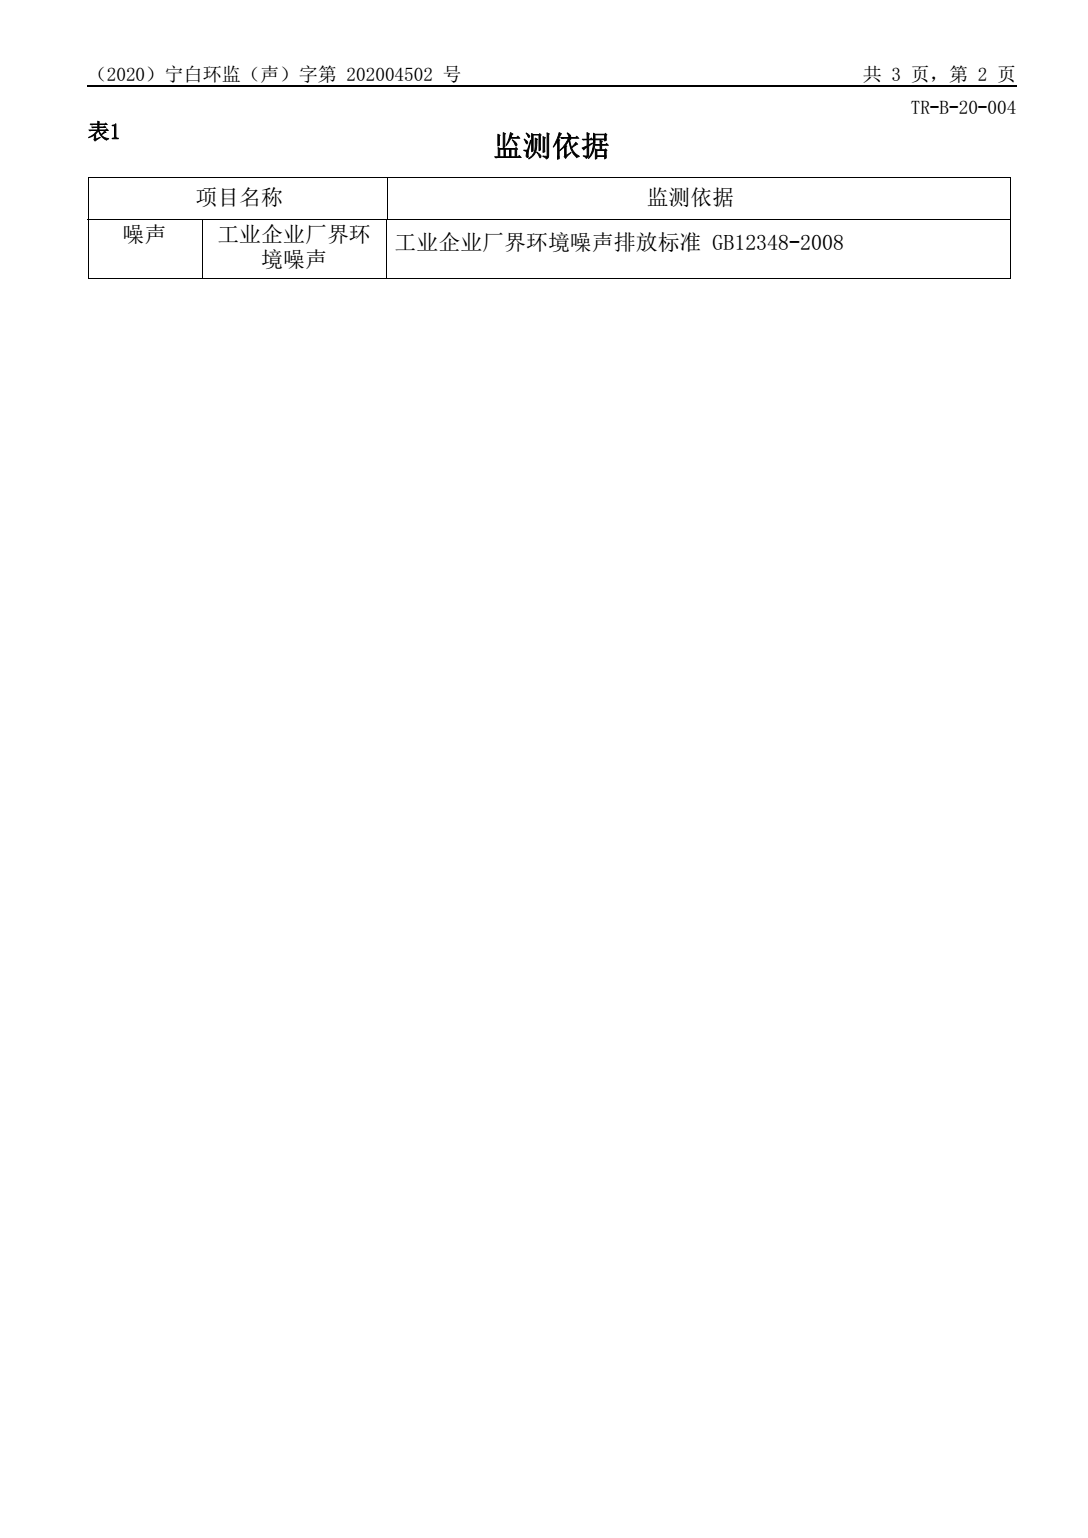 （2020）宁白环监（声）字第 202004502 号
共 3 页，第 2 页
TR-B-20-004
表1
监测依据
项目名称
监测依据
噪声
工业企业厂界环
境噪声
工业企业厂界环境噪声排放标准 GB12348-2008